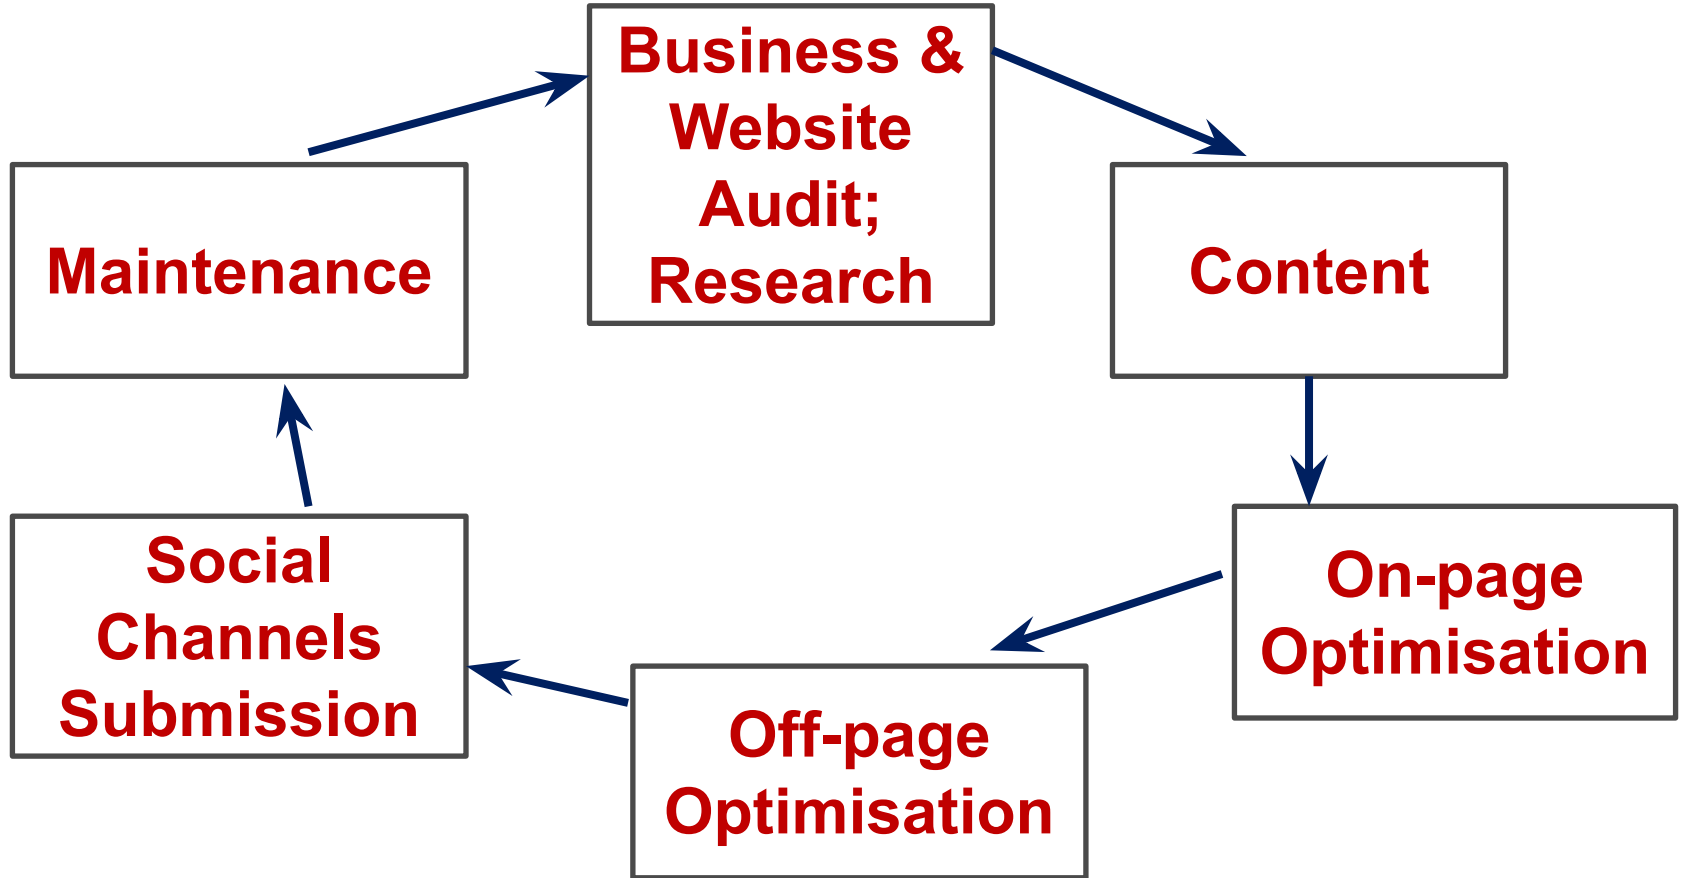 Business &
Website
Audit;
Research
Content
On-page
Optimisation
Off-page
Optimisation
Social
Channels
Submission
Maintenance